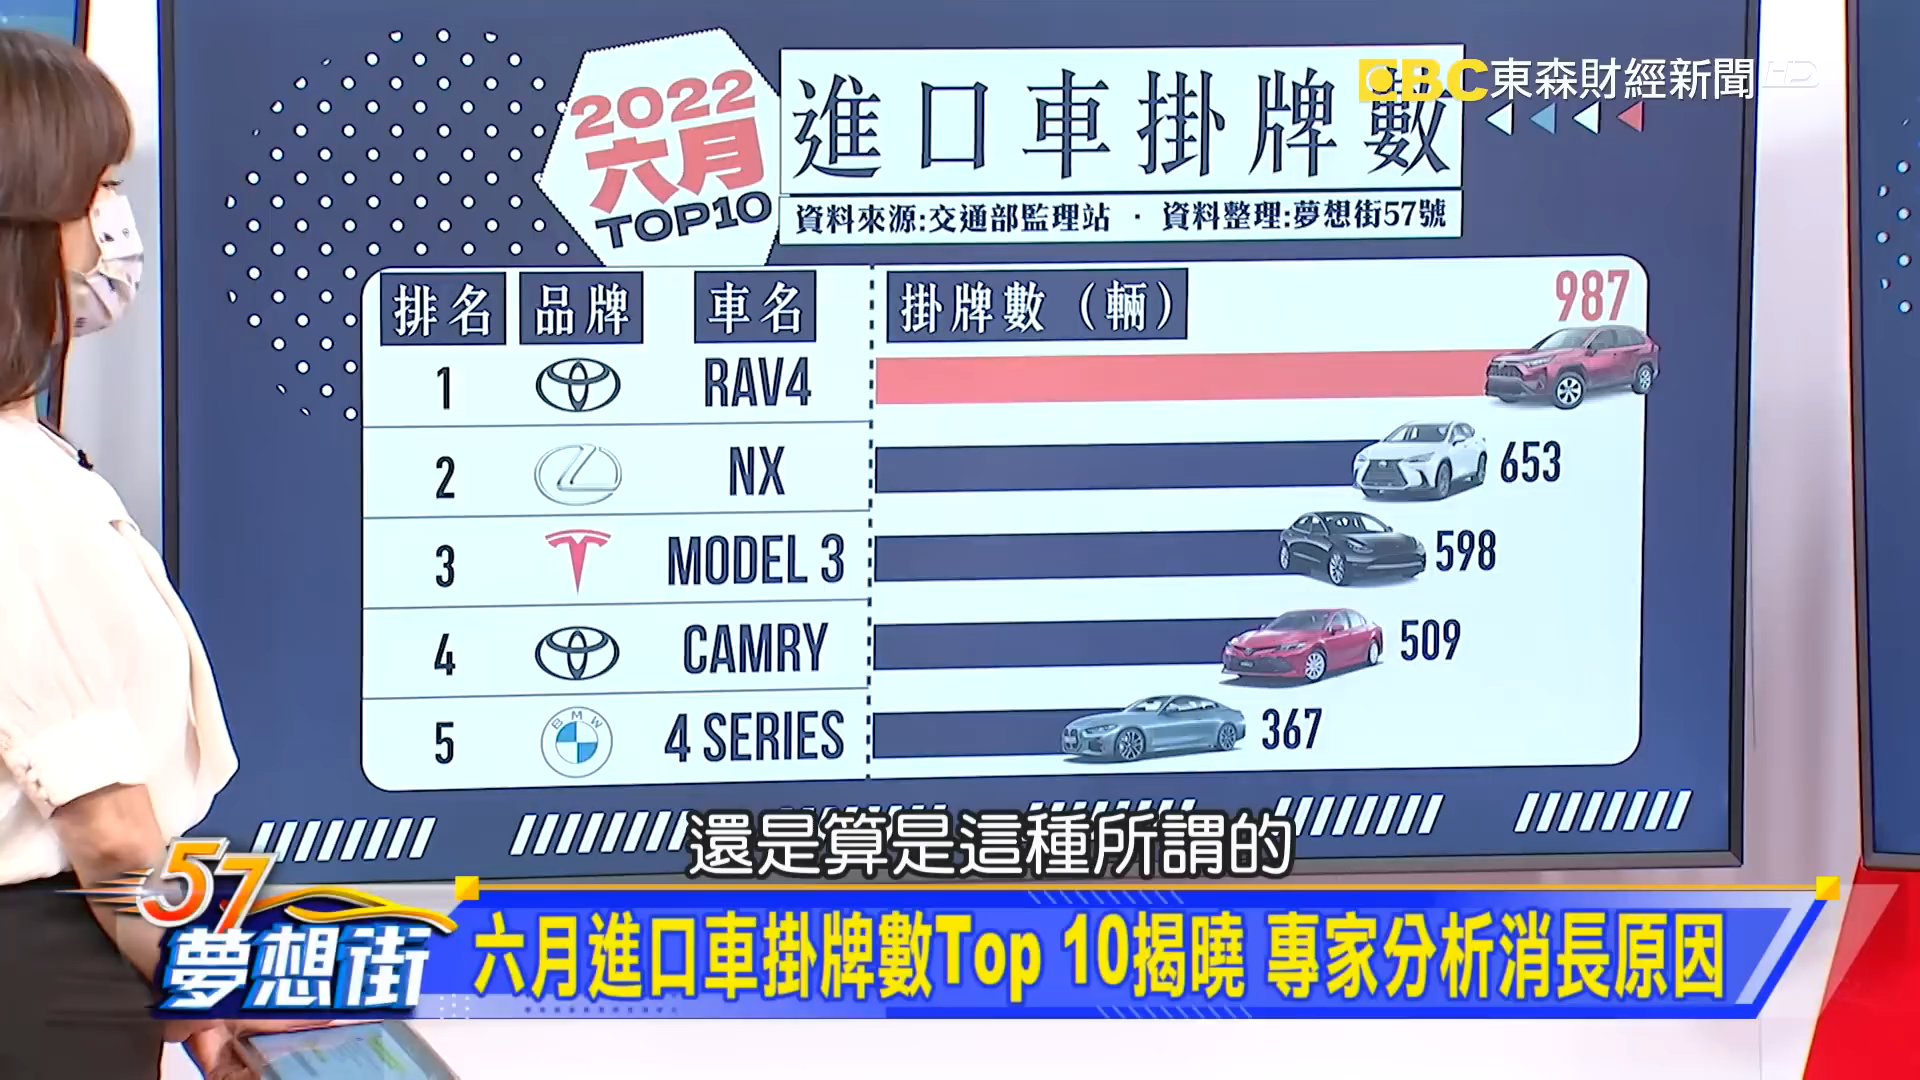 EBC東森財經新聞 HD
2022
六月
TOP10
進口車掛牌數
資料來源:交通部監理站 · 資料整理:夢想街57號
排名 品牌 車名 掛牌數（輛）
1 RAV4 987
2 NX 653
3 MODEL 3 598
4 CAMRY 509
5 BMW 4 SERIES 367
還是算是這種所謂的
57
夢想街
六月進口車掛牌數Top 10揭曉 專家分析消長原因